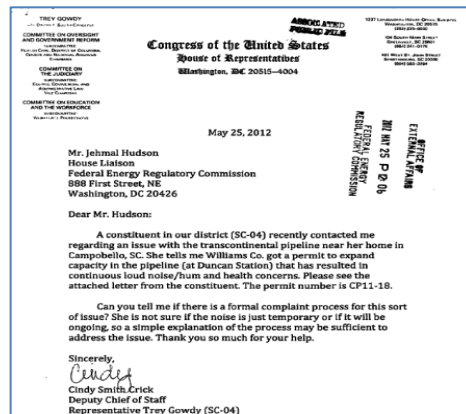 TREY GOWDY
COMMITTEE ON OVERSIGHT
AND GOVERNMENT REFORM
COMMITTEE ON
THE JUDICIARY
COMMITTEE ON EDUCATION
AND THE WORKFORCE
ASSOCIATED
PUBLIC FILE
Congress of the United States
House of Representatives
Washington, DC 20515-4004
OFFICE OF
EXTERNAL AFFAIRS
2012 MAY 25 P 2: 06
FEDERAL ENERGY
REGULATORY COMMISSION
May 25, 2012
Mr. Jehmal Hudson
House Liaison
Federal Energy Regulatory Commission
888 First Street, NE
Washington, DC 20426
Dear Mr. Hudson:
A constituent in our district (SC-04) recently contacted me
regarding an issue with the transcontinental pipeline near her home in
Campobello, SC. She tells me Williams Co. got a permit to expand
capacity in the pipeline (at Duncan Station) that has resulted in
continuous loud noise/hum and health concerns. Please see the
attached letter from the constituent. The permit number is CP11-18.
Can you tell me if there is a formal complaint process for this sort
of issue? She is not sure if the noise is just temporary or if it will be
ongoing, so a simple explanation of the process may be sufficient to
address the issue. Thank you so much for your help.
Sincerely,
Cindy
Cindy Smith Crick
Deputy Chief of Staff
Representative Trey Gowdy (SC-04)